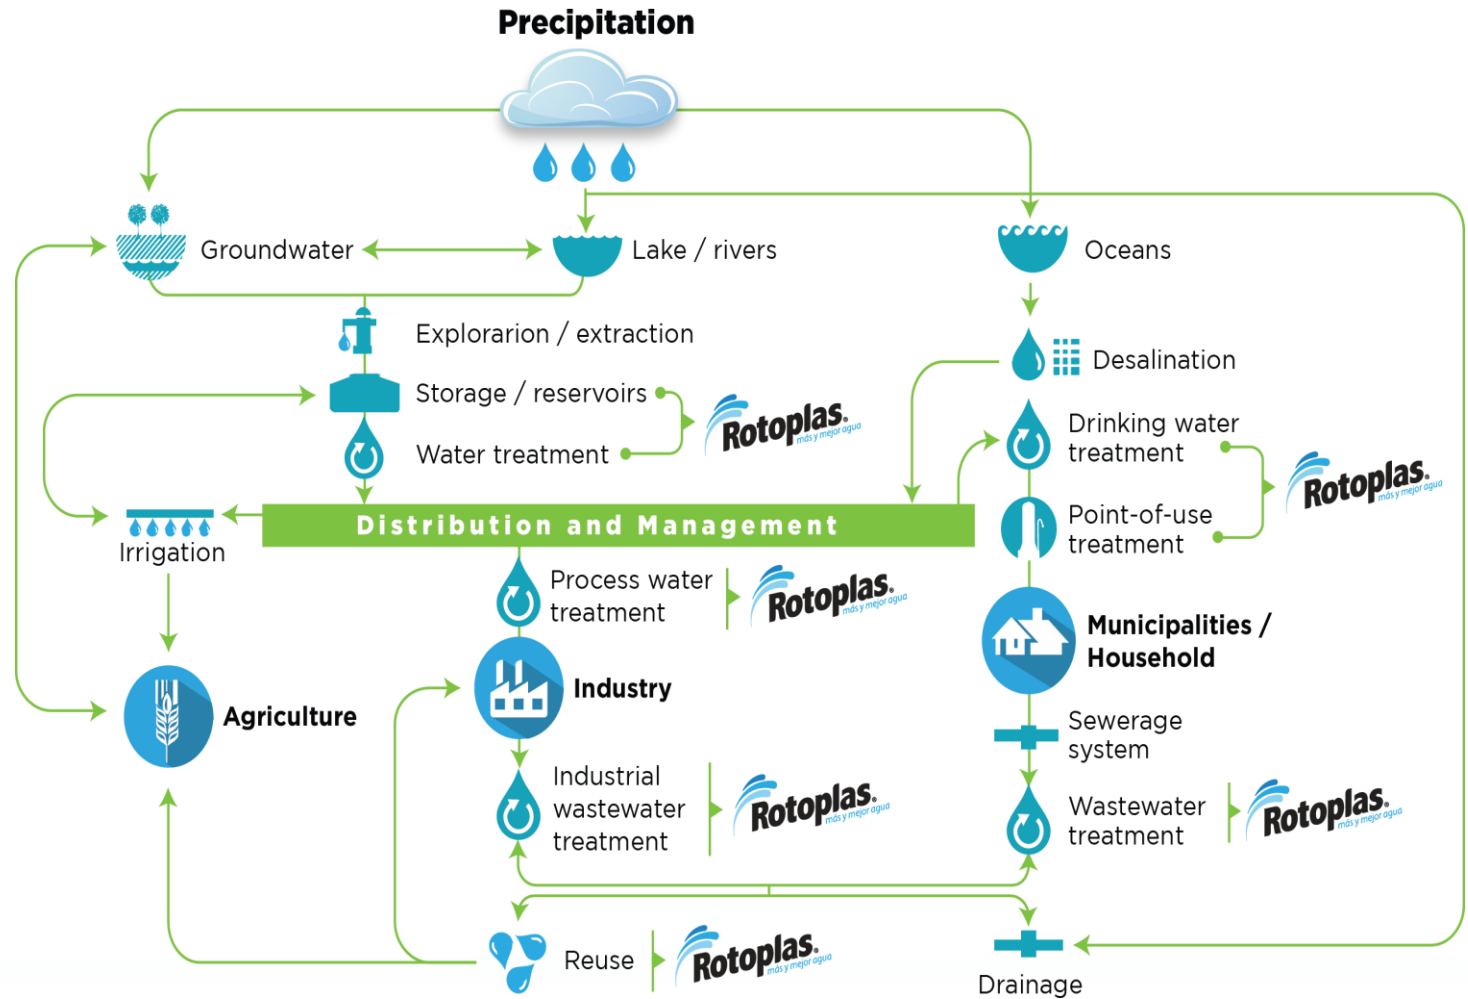 Precipitation
Groundwater
Lake / rivers
Oceans
Explorarion / extraction
Desalination
Storage / reservoirs
Rotoplas®
más y mejor agua
Water treatment
Drinking water
treatment
Rotoplas®
más y mejor agua
Point-of-use
treatment
Distribution and Management
Irrigation
Process water
treatment
Rotoplas®
más y mejor agua
Municipalities /
Household
Industry
Agriculture
Sewerage
system
Industrial
wastewater
treatment
Rotoplas®
más y mejor agua
Wastewater
treatment
Rotoplas®
más y mejor agua
Reuse
Rotoplas®
más y mejor agua
Drainage